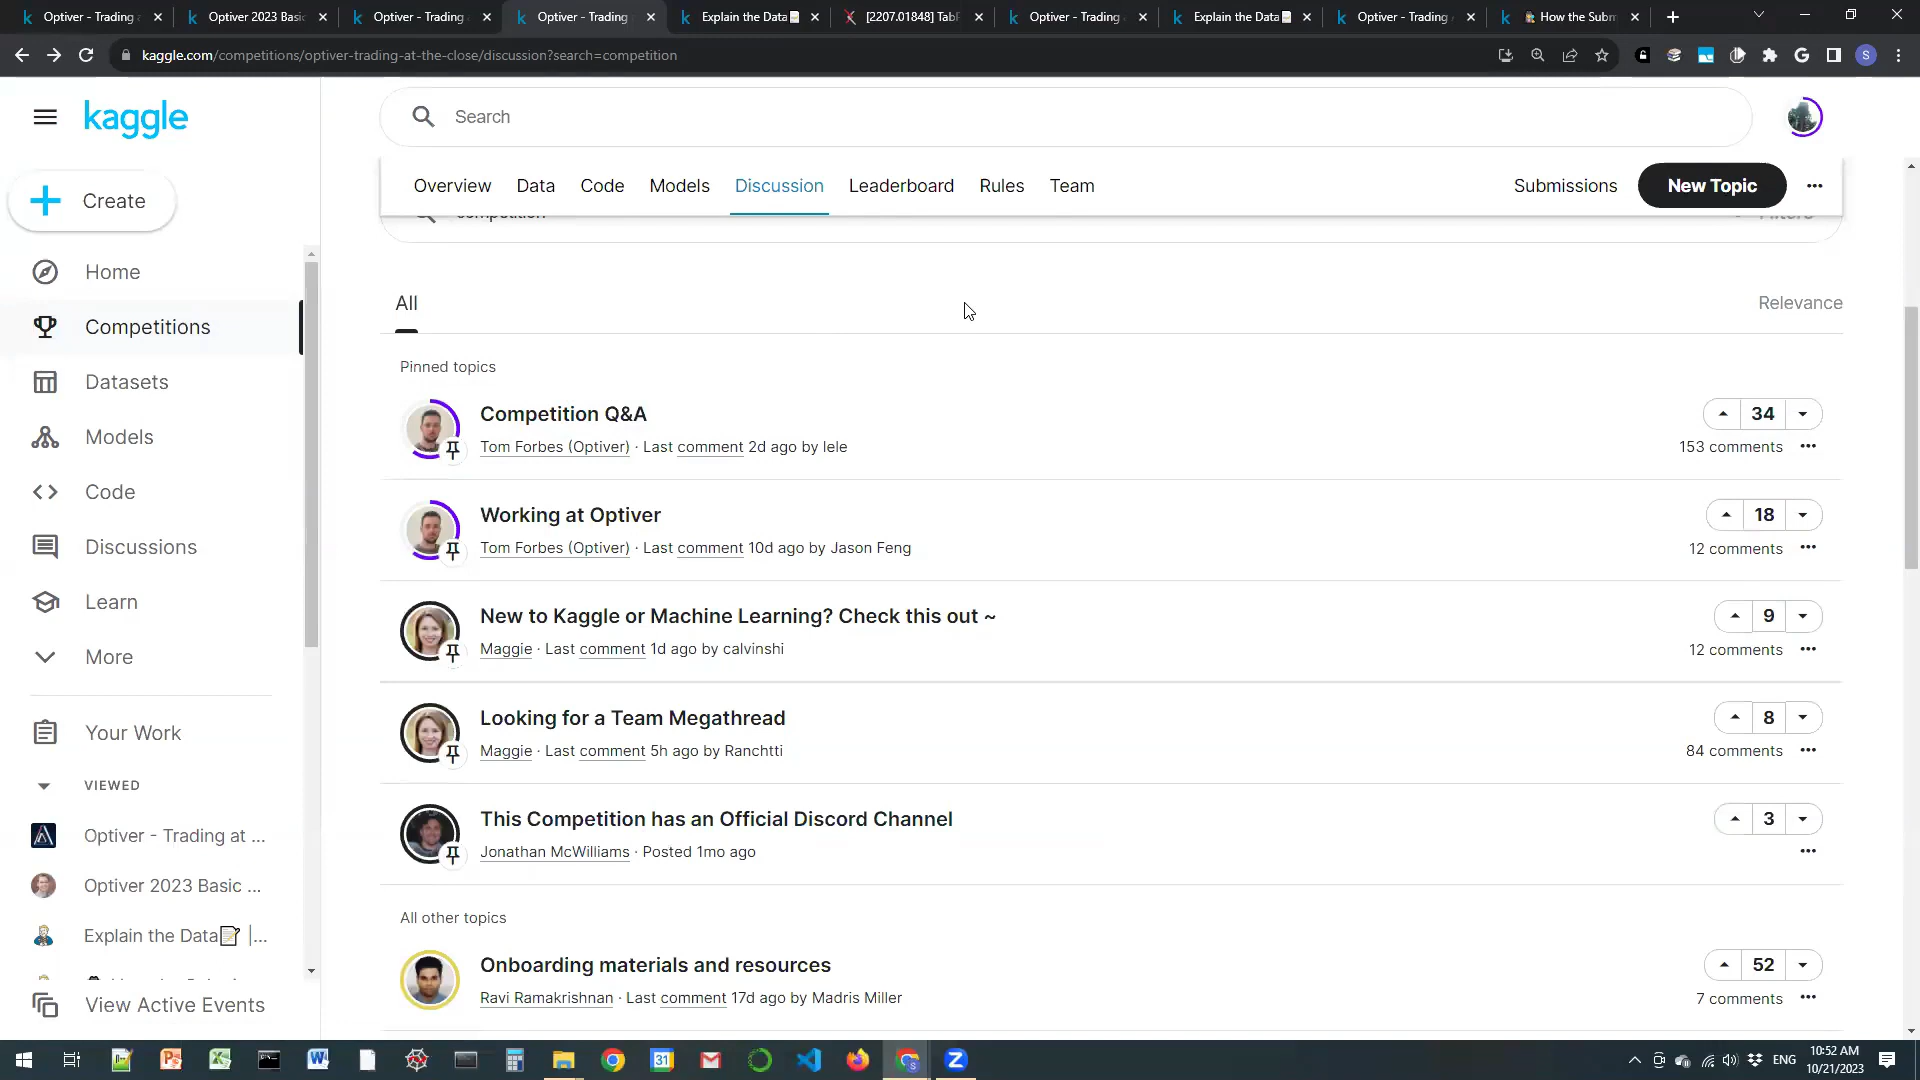 Optiver - Trading
Optiver 2023 Basic
Optiver - Trading
Optiver - Trading
Explain the Data
[2207.01848] TabP
Optiver - Trading
Explain the Data
Optiver - Trading
How the Subm
kaggle.com/competitions/optiver-trading-at-the-close/discussion?search=competition
S
kaggle
Search
Create
Overview
Data
Code
Models
Discussion
Leaderboard
Rules
Team
Submissions
New Topic
competition
Filters
Home
Competitions
Datasets
Models
Code
Discussions
Learn
More
Your Work
VIEWED
Optiver - Trading at ...
Optiver 2023 Basic ...
Explain the Data📝 |...
View Active Events
All
Relevance
Pinned topics
Competition Q&A
34
Tom Forbes (Optiver) · Last comment 2d ago by lele
153 comments
Working at Optiver
18
Tom Forbes (Optiver) · Last comment 10d ago by Jason Feng
12 comments
New to Kaggle or Machine Learning? Check this out ~
9
Maggie · Last comment 1d ago by calvinshi
12 comments
Looking for a Team Megathread
8
Maggie · Last comment 5h ago by Ranchtti
84 comments
This Competition has an Official Discord Channel
3
Jonathan McWilliams · Posted 1mo ago
All other topics
Onboarding materials and resources
52
Ravi Ramakrishnan · Last comment 17d ago by Madris Miller
7 comments
ENG
10:52 AM
10/21/2023